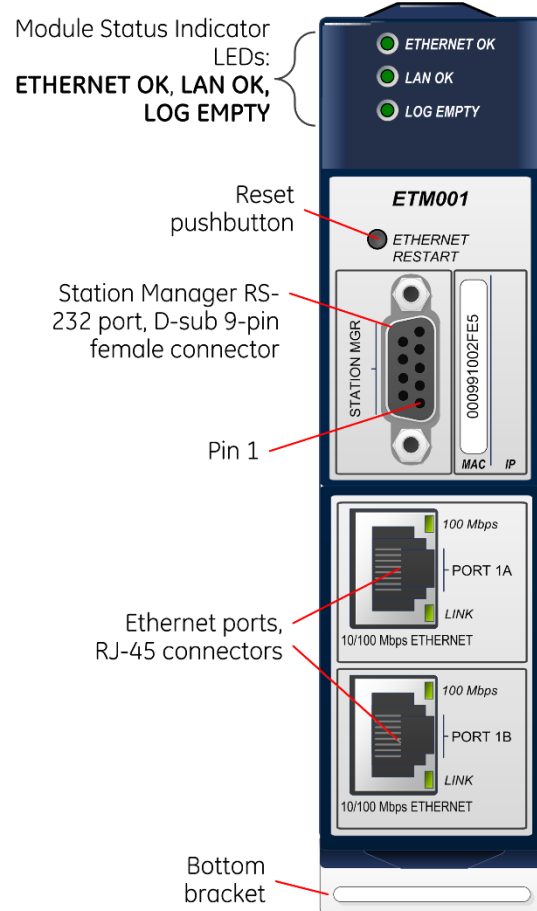 Module Status Indicator
LEDs:
ETHERNET OK, LAN OK,
LOG EMPTY
ETHERNET OK
LAN OK
LOG EMPTY
Reset
pushbutton
ETM001
ETHERNET
RESTART
Station Manager RS-
232 port, D-sub 9-pin
female connector
STATION MGR
000991002FE5
Pin 1
MAC IP
100 Mbps
PORT 1A
LINK
10/100 Mbps ETHERNET
Ethernet ports,
RJ-45 connectors
100 Mbps
PORT 1B
LINK
10/100 Mbps ETHERNET
Bottom
bracket